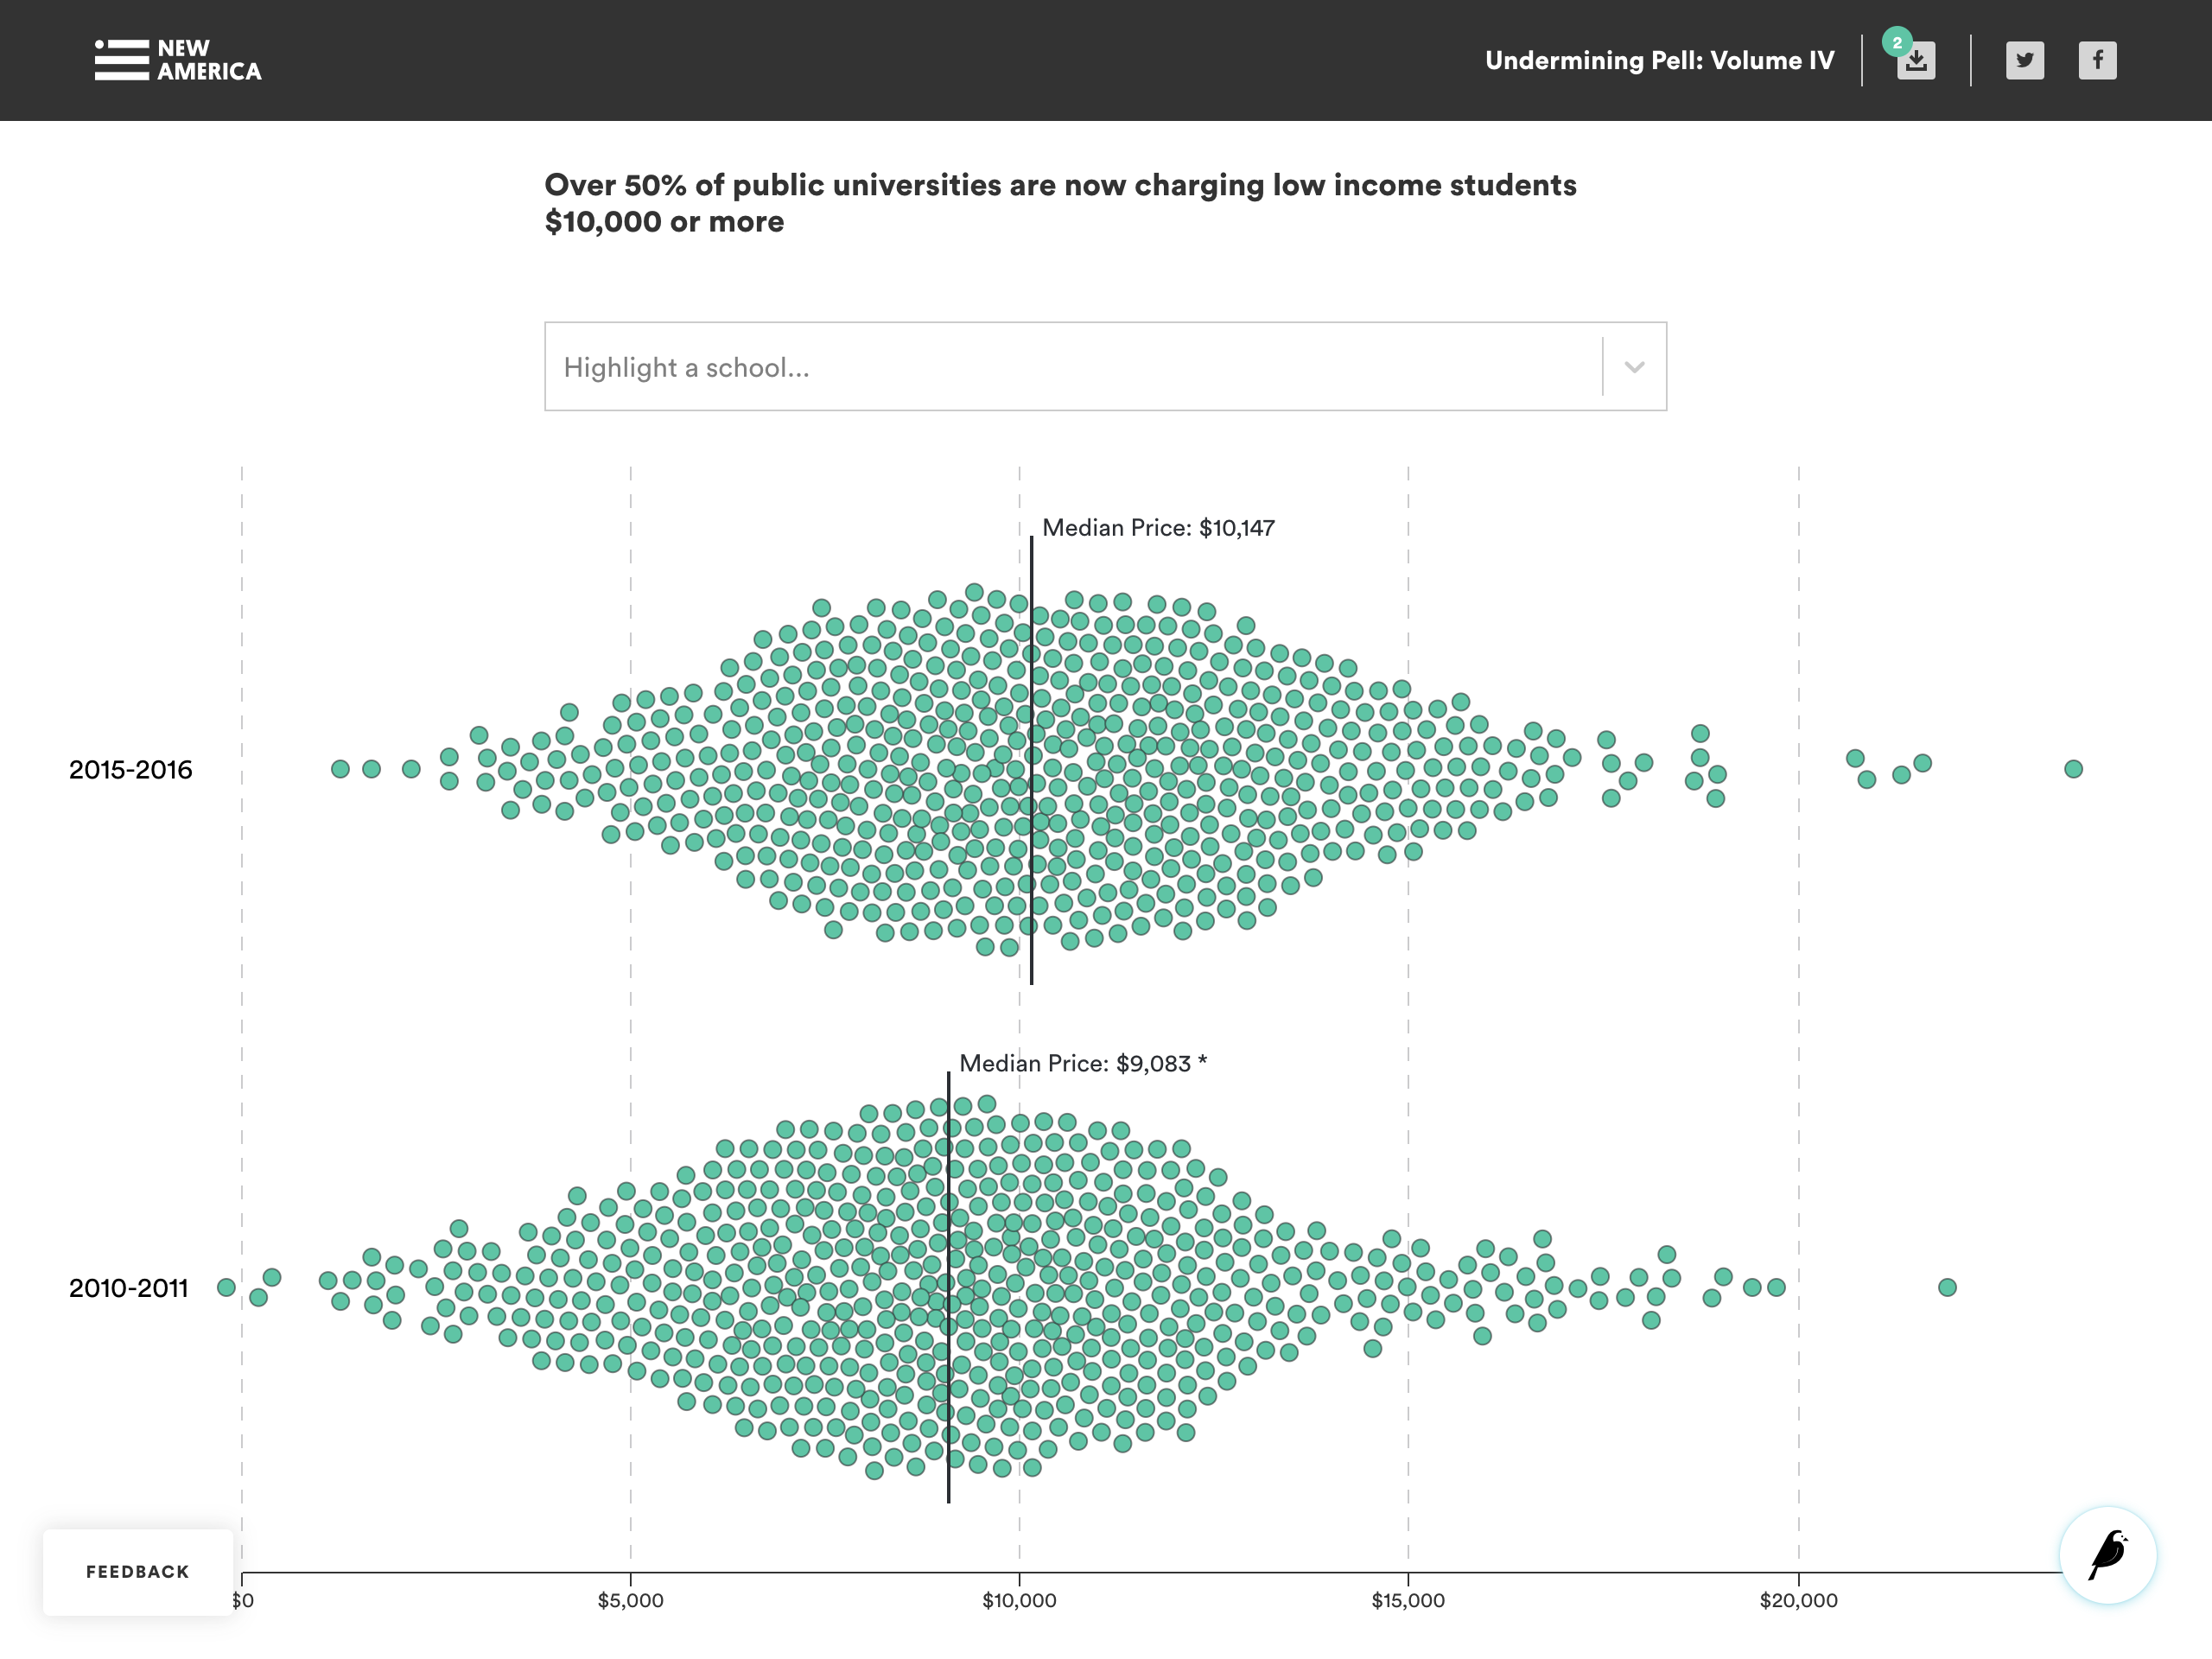 NEW
AMERICA
Undermining Pell: Volume IV
2
Over 50% of public universities are now charging low income students
$10,000 or more
Highlight a school...
Median Price: $10,147
2015-2016
Median Price: $9,083 *
2010-2011
FEEDBACK
$0
$5,000
$10,000
$15,000
$20,000